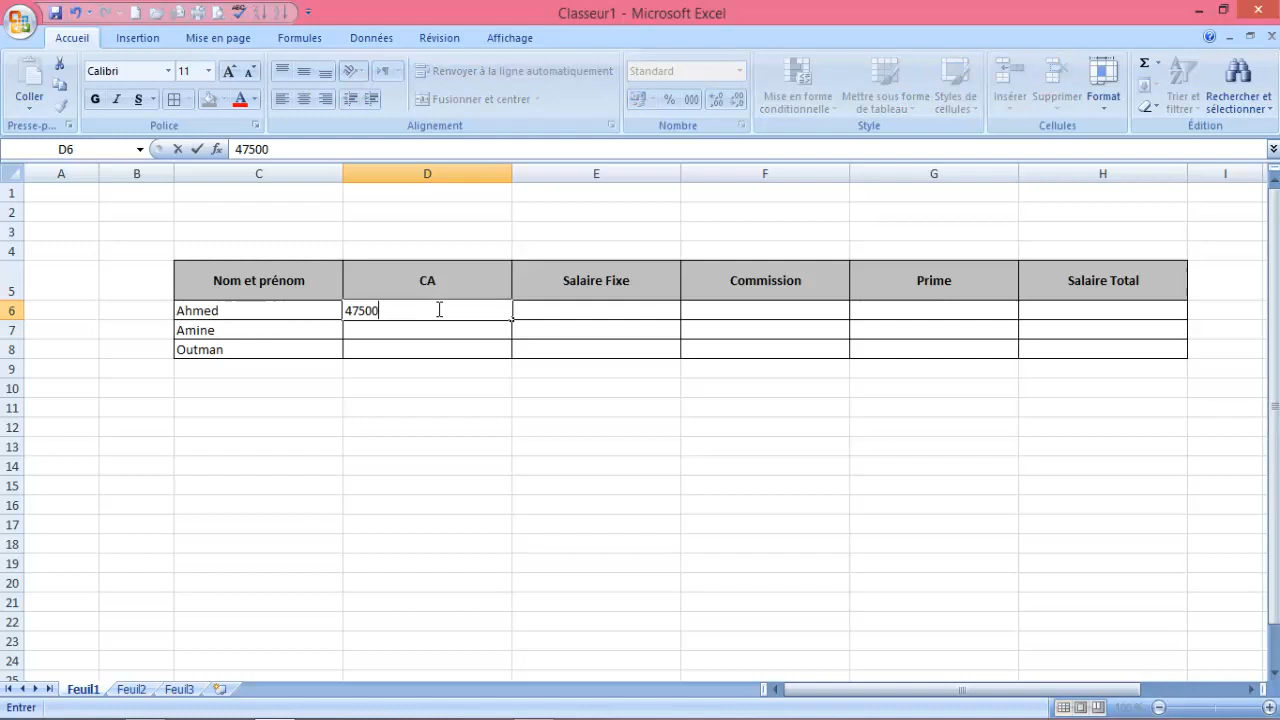 Classeur1 - Microsoft Excel
Accueil Insertion Mise en page Formules Données Révision Affichage
Coller
Calibri 11
G I S
Renvoyer à la ligne automatiquement
Fusionner et centrer
Standard
% 000
Mise en forme conditionnelle
Mettre sous forme de tableau
Styles de cellules
Insérer Supprimer Format
Trier et filtrer
Rechercher et sélectionner
Presse-p... Police Alignement Nombre Style Cellules Édition
D6 fx 47500
A B C D E F G H I
1
2
3
4
5 Nom et prénom CA Salaire Fixe Commission Prime Salaire Total
6 Ahmed 47500
7 Amine
8 Outman
9
10
11
12
13
14
15
16
17
18
19
20
21
22
23
24
25
Feuil1 Feuil2 Feuil3
Entrer 100 %